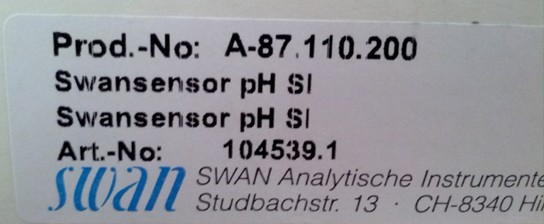 Prod.-No: A-87.110.200
Swansensor pH SI
Swansensor pH SI
Art.-No: 104539.1
swan SWAN Analytische Instrumente
Studbachstr. 13 · CH-8340